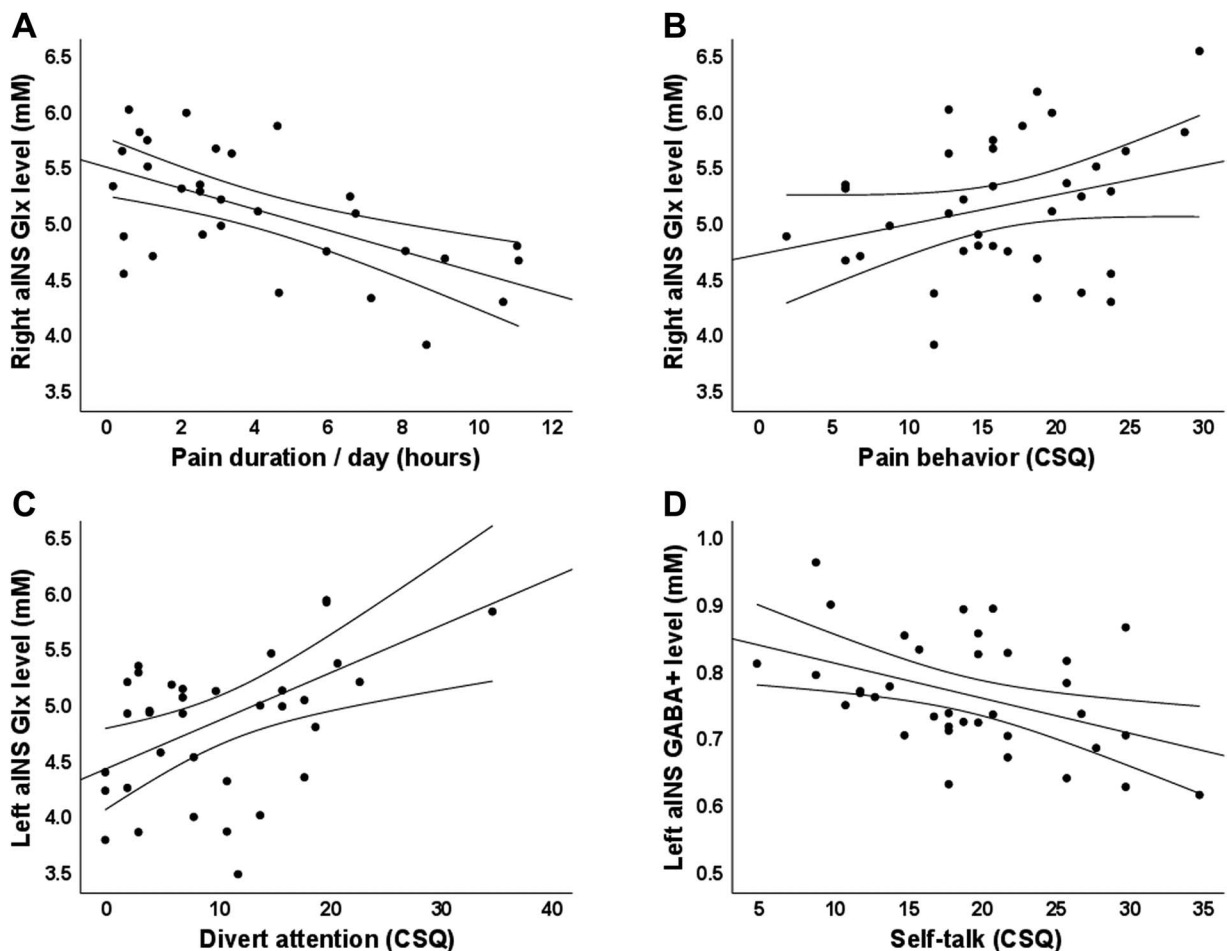 A
Right aINS Glx level (mM)
6.5
6.0
5.5
5.0
4.5
4.0
3.5
0 2 4 6 8 10 12
Pain duration / day (hours)
B
Right aINS Glx level (mM)
6.5
6.0
5.5
5.0
4.5
4.0
3.5
0 5 10 15 20 25 30
Pain behavior (CSQ)
C
Left aINS Glx level (mM)
6.5
6.0
5.5
5.0
4.5
4.0
3.5
0 10 20 30 40
Divert attention (CSQ)
D
Left aINS GABA+ level (mM)
1.0
0.9
0.8
0.7
0.6
0.5
5 10 15 20 25 30 35
Self-talk (CSQ)